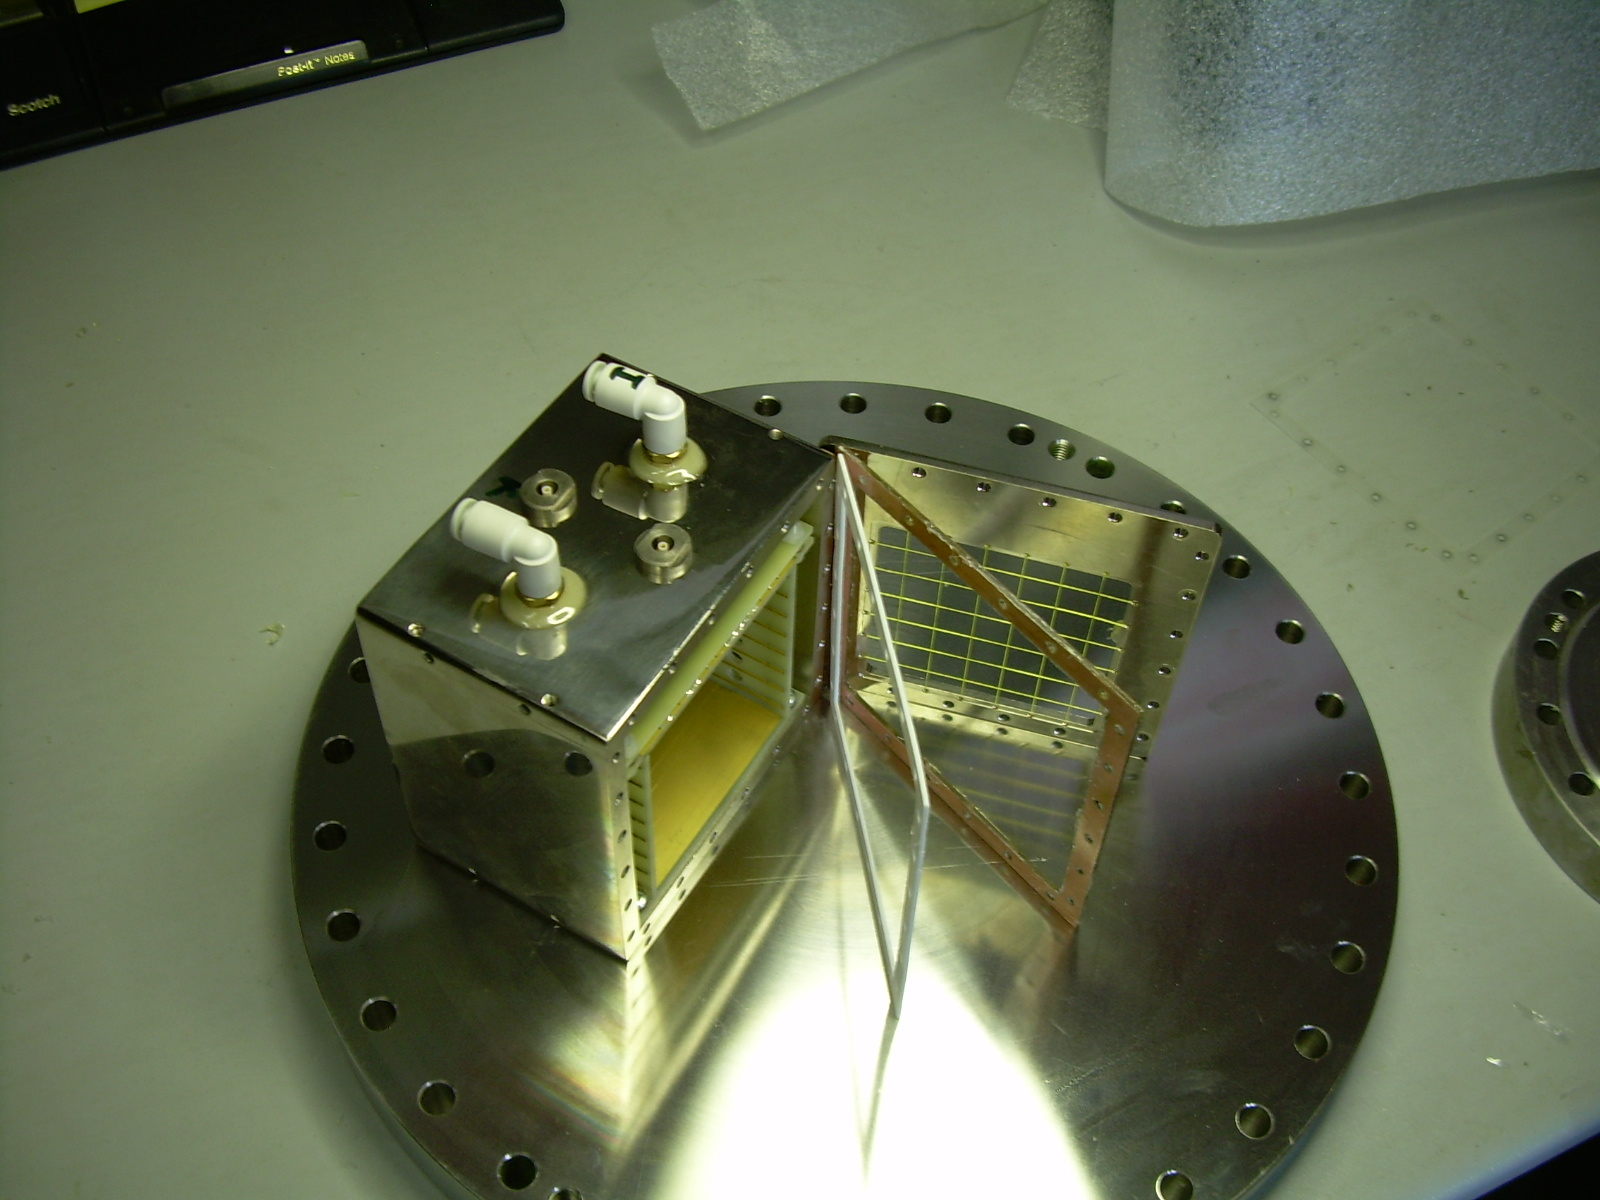 Post-it™ Notes
Scotch
I